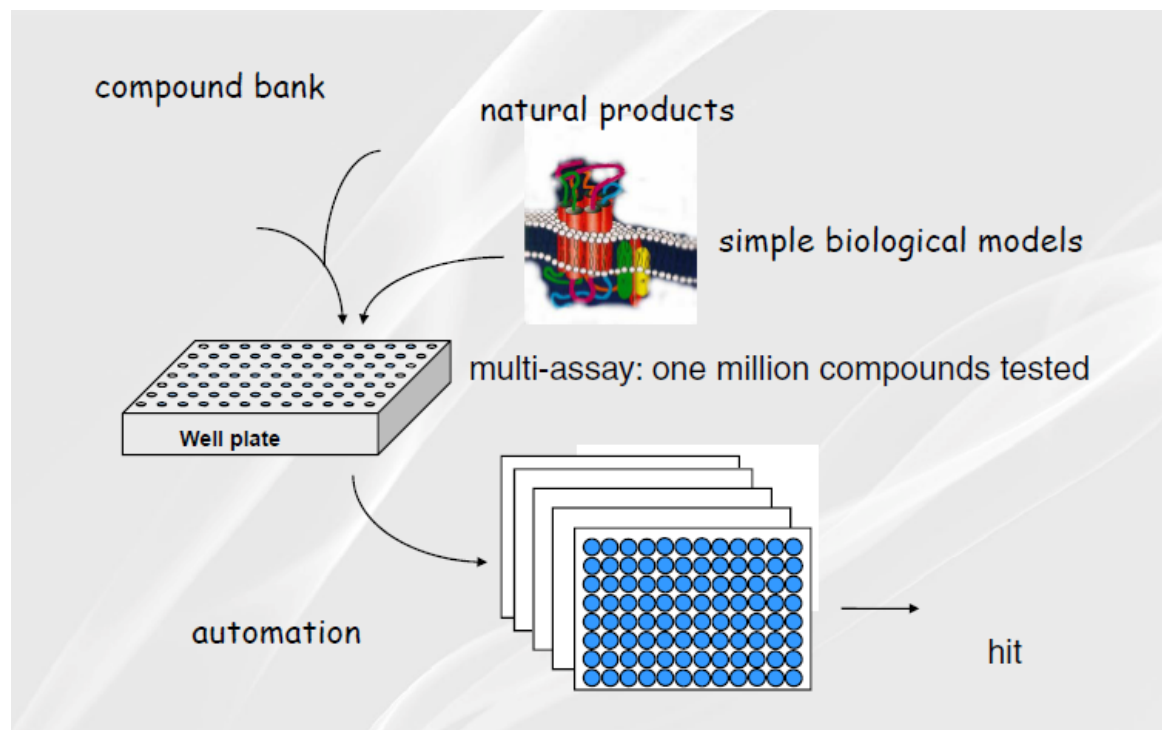 compound bank
natural products
simple biological models
multi-assay: one million compounds tested
Well plate
automation
hit